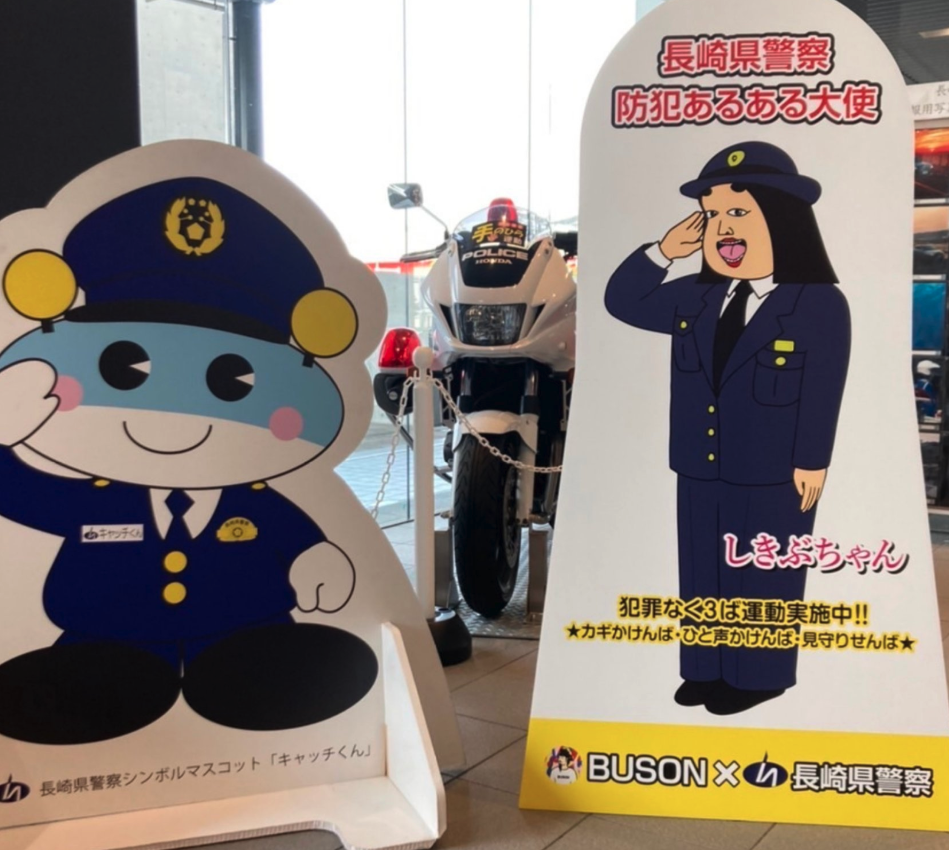 長崎県警察
防犯あるある大使
手
POLICE
HONDA
キャッチくん
しきぶちゃん
犯罪なく3ば運動実施中!!
★カギかけんば・ひと声かけんば・見守りせんば★
長崎県警察シンボルマスコット「キャッチくん」
BUSON×長崎県警察